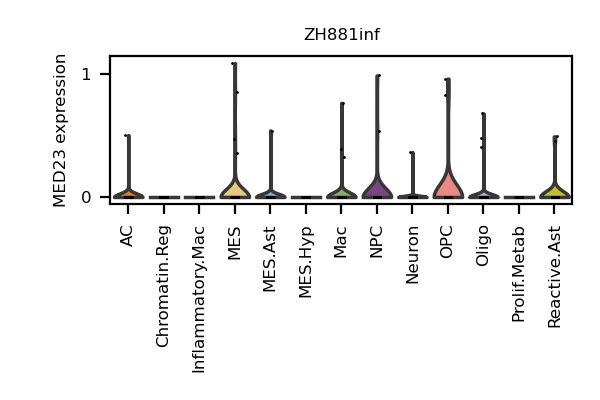 ZH881inf
MED23 expression
1
0
AC
Chromatin.Reg
Inflammatory.Mac
MES
MES.Ast
MES.Hyp
Mac
NPC
Neuron
OPC
Oligo
Prolif.Metab
Reactive.Ast